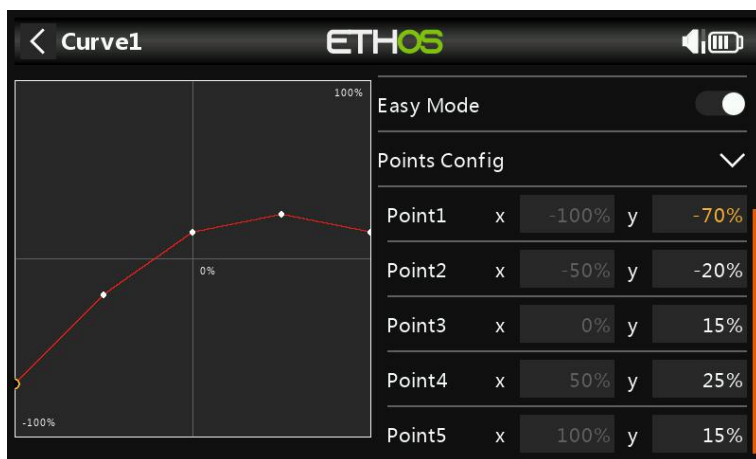 Curve1
ETHOS
100%
0%
-100%
Easy Mode
Points Config
Point1 x -100% y -70%
Point2 x -50% y -20%
Point3 x 0% y 15%
Point4 x 50% y 25%
Point5 x 100% y 15%